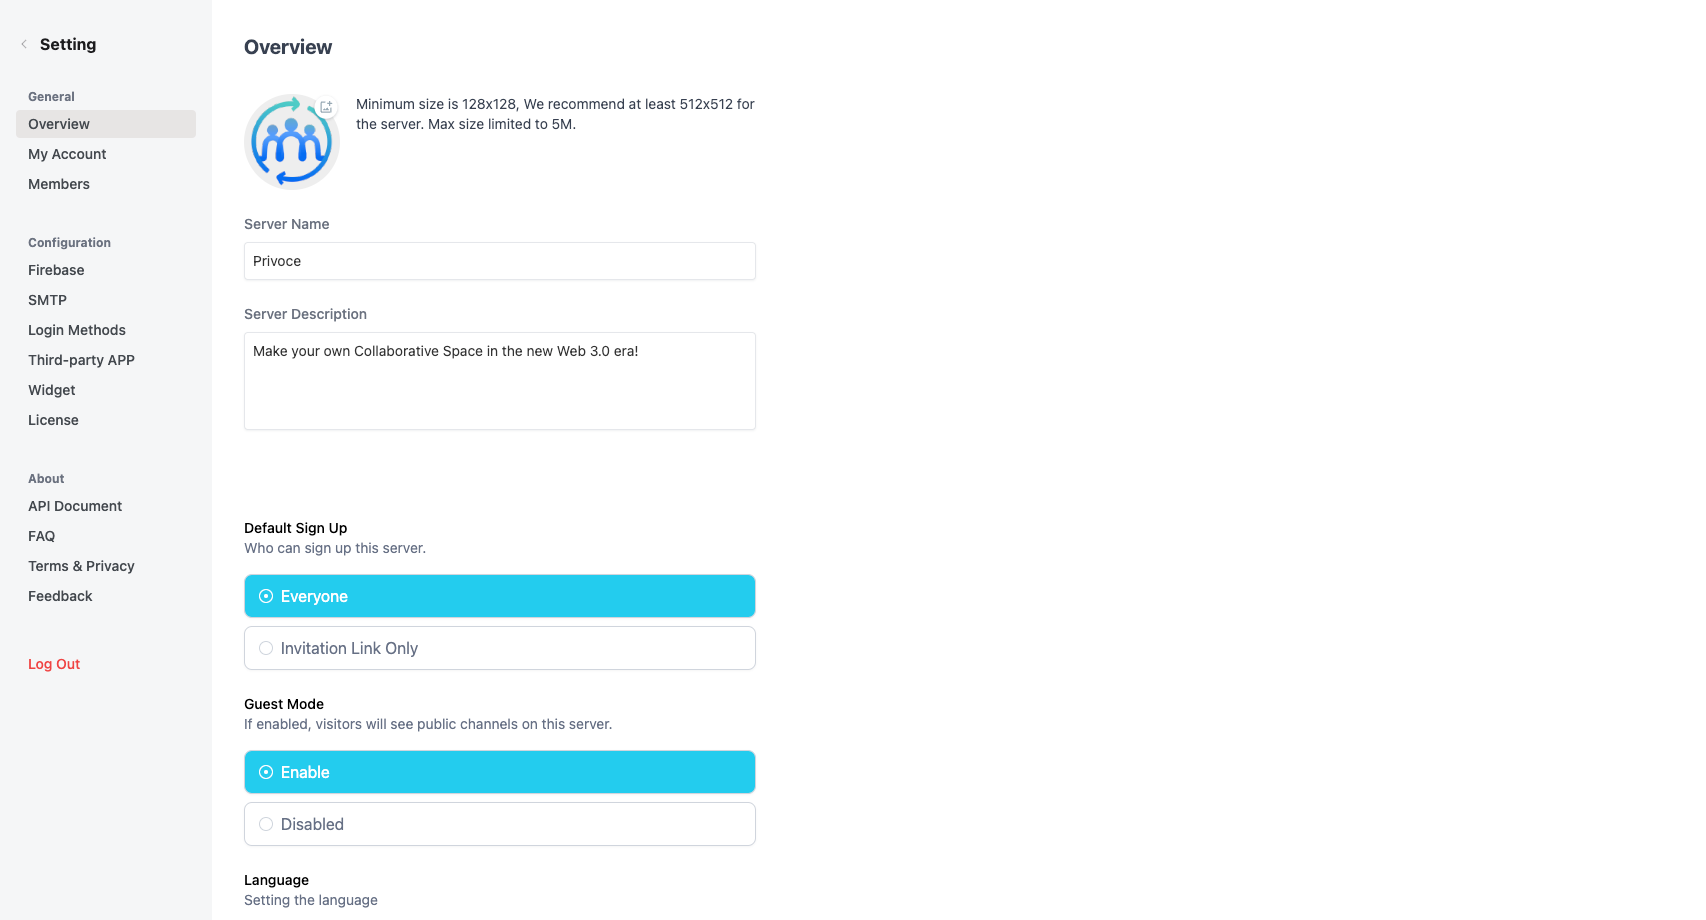 Setting
General
Overview
My Account
Members
Configuration
Firebase
SMTP
Login Methods
Third-party APP
Widget
License
About
API Document
FAQ
Terms & Privacy
Feedback
Log Out
Overview
Minimum size is 128x128, We recommend at least 512x512 for
the server. Max size limited to 5M.
Server Name
Privoce
Server Description
Make your own Collaborative Space in the new Web 3.0 era!
Default Sign Up
Who can sign up this server.
Everyone
Invitation Link Only
Guest Mode
If enabled, visitors will see public channels on this server.
Enable
Disabled
Language
Setting the language